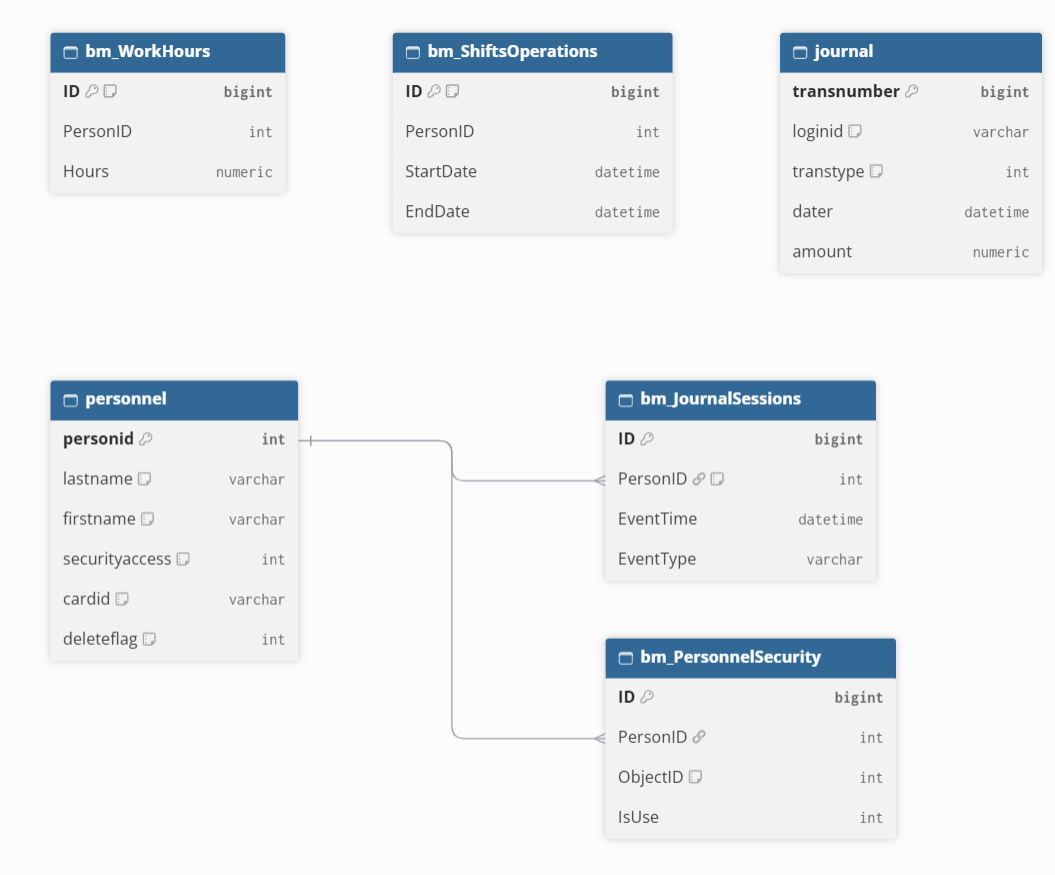 bm_WorkHours
ID bigint
PersonID int
Hours numeric
bm_ShiftsOperations
ID bigint
PersonID int
StartDate datetime
EndDate datetime
journal
transnumber bigint
loginid varchar
transtype int
dater datetime
amount numeric
personnel
personid int
lastname varchar
firstname varchar
securityaccess int
cardid varchar
deleteflag int
bm_JournalSessions
ID bigint
PersonID int
EventTime datetime
EventType varchar
bm_PersonnelSecurity
ID bigint
PersonID int
ObjectID int
IsUse int